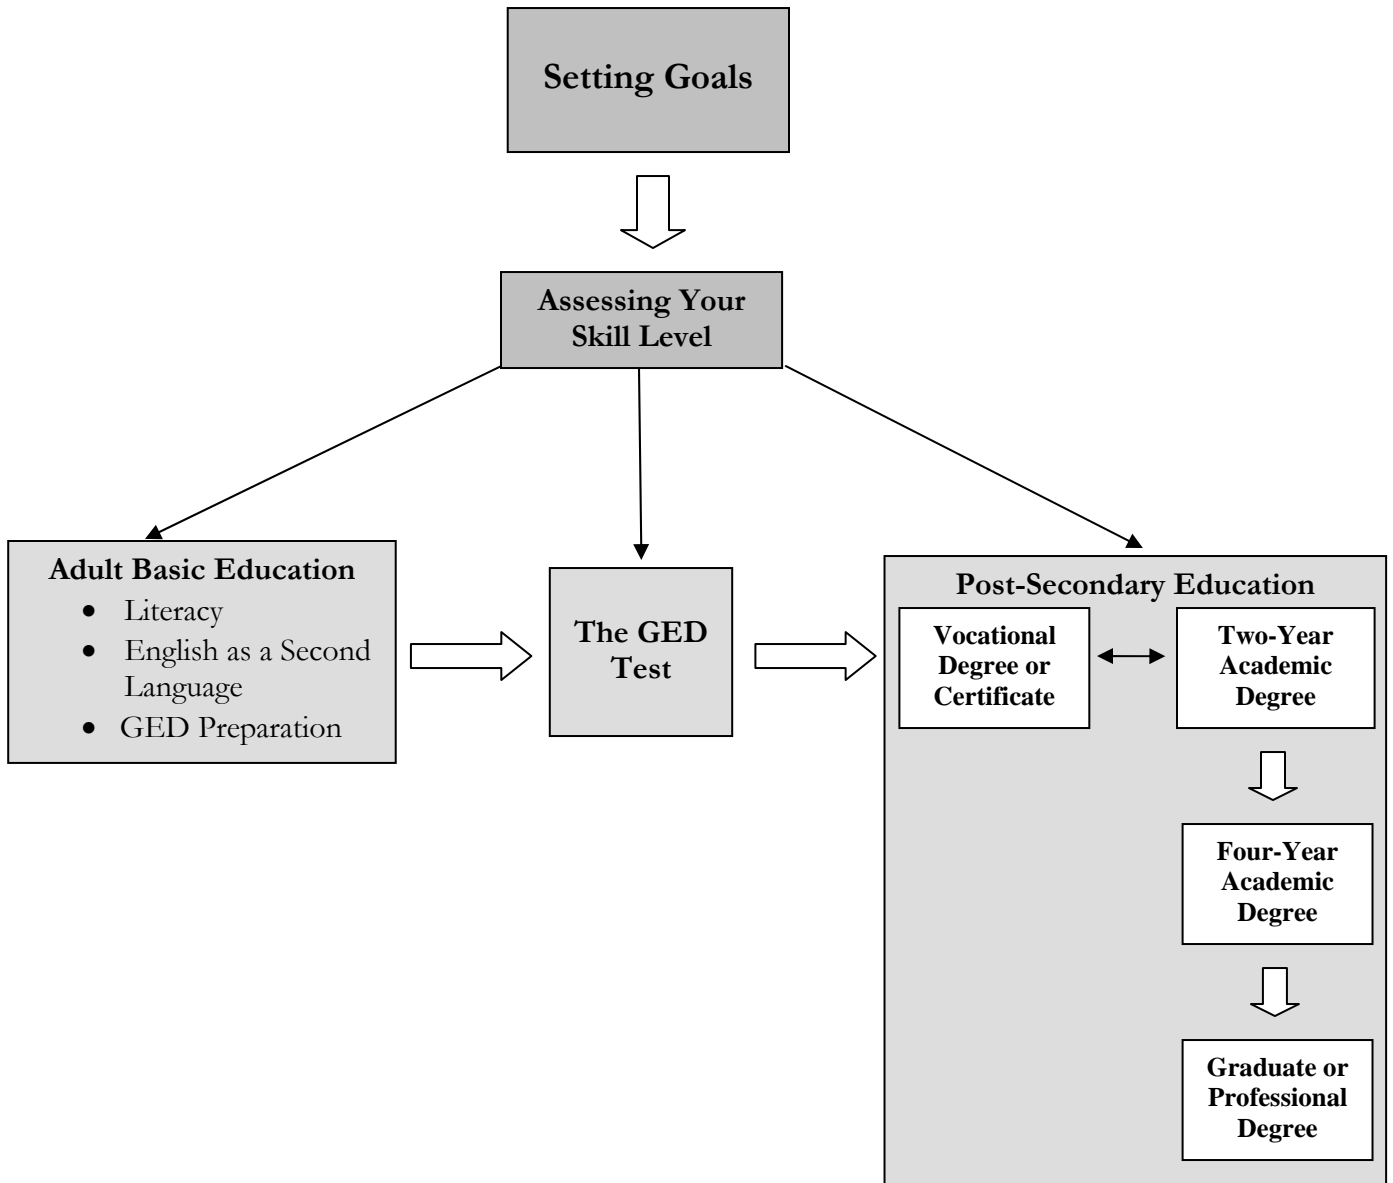 Setting Goals
Assessing Your
Skill Level
Adult Basic Education
• Literacy
• English as a Second
Language
• GED Preparation
The GED
Test
Post-Secondary Education
Vocational
Degree or
Certificate
Two-Year
Academic
Degree
Four-Year
Academic
Degree
Graduate or
Professional
Degree